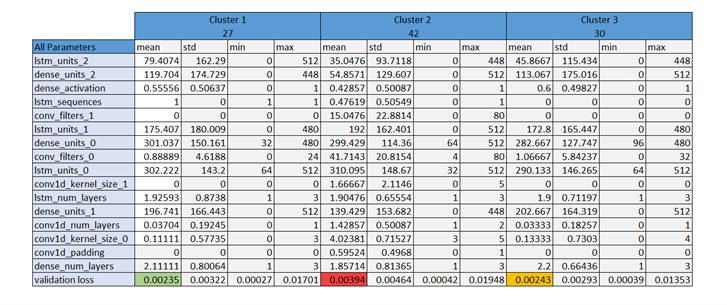 Cluster 1 Cluster 2 Cluster 3
27 42 30
All Parameters mean std min max mean std min max mean std min max
lstm_units_2 79.4074 162.29 0 512 35.0476 93.7118 0 448 45.8667 115.434 0 448
dense_units_2 119.704 174.729 0 448 54.8571 129.607 0 512 113.067 175.016 0 512
dense_activation 0.55556 0.50637 0 1 0.42857 0.50087 0 1 0.6 0.49827 0 1
lstm_sequences 1 0 1 1 0.47619 0.50549 0 1 0 0 0 0
conv_filters_1 0 0 0 0 15.0476 22.8814 0 80 0 0 0 0
lstm_units_1 175.407 180.009 0 480 192 162.401 0 512 172.8 165.447 0 480
dense_units_0 301.037 150.161 32 480 299.429 114.36 64 512 282.667 127.747 96 480
conv_filters_0 0.88889 4.6188 0 24 41.7143 20.8154 4 80 1.06667 5.84237 0 32
lstm_units_0 302.222 143.2 64 512 310.095 148.67 32 512 290.133 146.265 64 512
conv1d_kernel_size_1 0 0 0 0 1.66667 2.1146 0 5 0 0 0 0
lstm_num_layers 1.92593 0.8738 1 3 1.90476 0.65554 1 3 1.9 0.71197 1 3
dense_units_1 196.741 166.443 0 512 139.429 153.682 0 448 202.667 164.319 0 512
conv1d_num_layers 0.03704 0.19245 0 1 1.42857 0.50087 1 2 0.03333 0.18257 0 1
conv1d_kernel_size_0 0.11111 0.57735 0 3 4.02381 0.71527 3 5 0.13333 0.7303 0 4
conv1d_padding 0 0 0 0 0.59524 0.4968 0 1 0 0 0 0
dense_num_layers 2.11111 0.80064 1 3 1.85714 0.81365 1 3 2.2 0.66436 1 3
validation loss 0.00235 0.00322 0.00027 0.01701 0.00394 0.00464 0.00042 0.01948 0.00243 0.00293 0.00039 0.01353